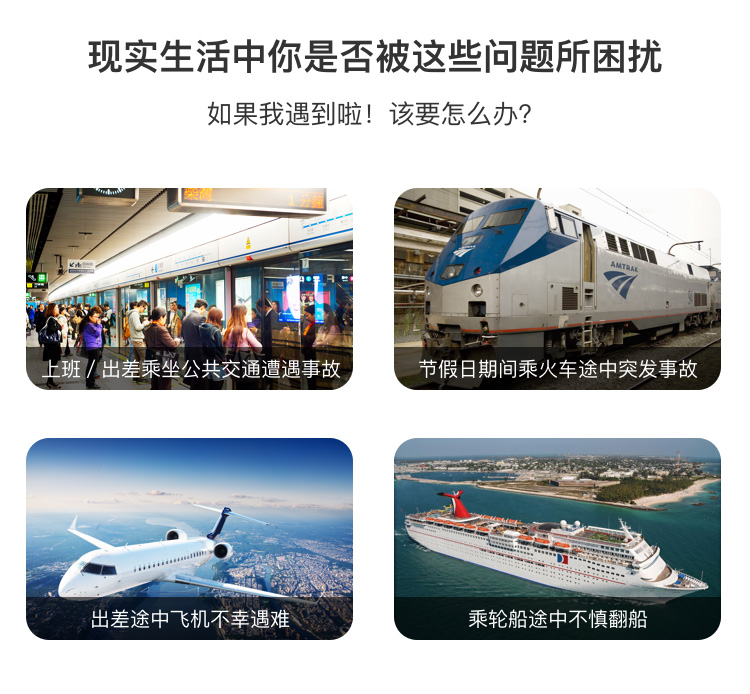 现实生活中你是否被这些问题所困扰
如果我遇到啦！该要怎么办？
1 分鐘
上班 / 出差乘坐公共交通遭遇事故
AMTRAK
节假日期间乘火车途中突发事故
出差途中飞机不幸遇难
乘轮船途中不慎翻船